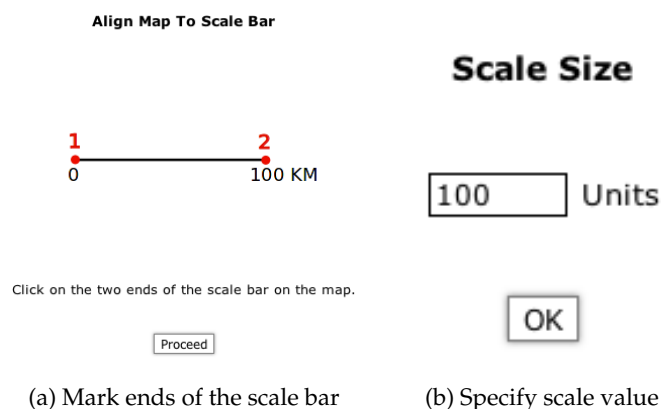 Align Map To Scale Bar
1 2
0 100 KM
Click on the two ends of the scale bar on the map.
Proceed
(a) Mark ends of the scale bar
Scale Size
100 Units
OK
(b) Specify scale value